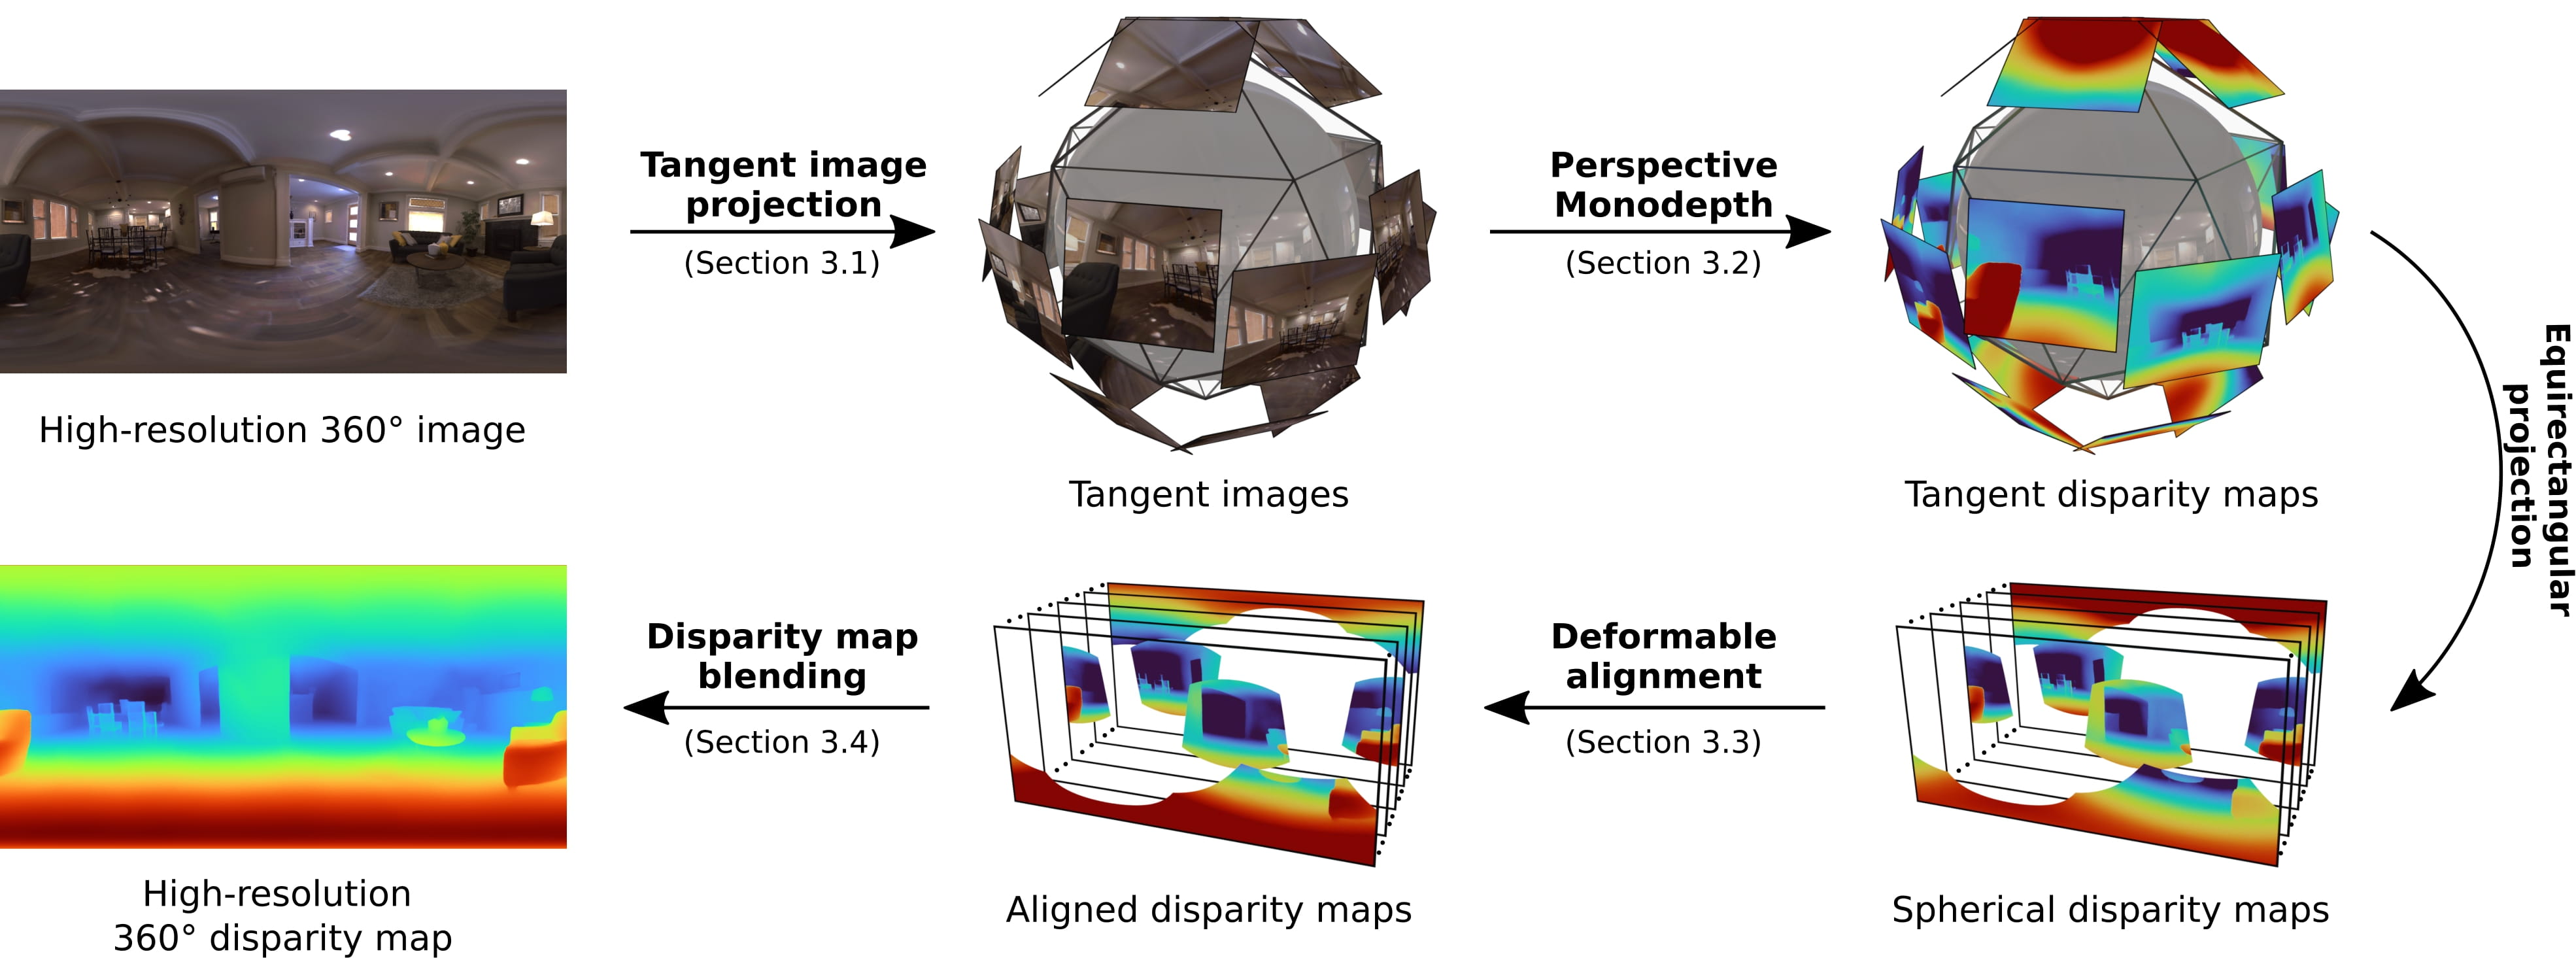 Tangent image
projection
(Section 3.1)
Perspective
Monodepth
(Section 3.2)
High-resolution 360° image
Tangent images
Tangent disparity maps
Equirectangular
projection
Disparity map
blending
(Section 3.4)
Deformable
alignment
(Section 3.3)
High-resolution
360° disparity map
Aligned disparity maps
Spherical disparity maps